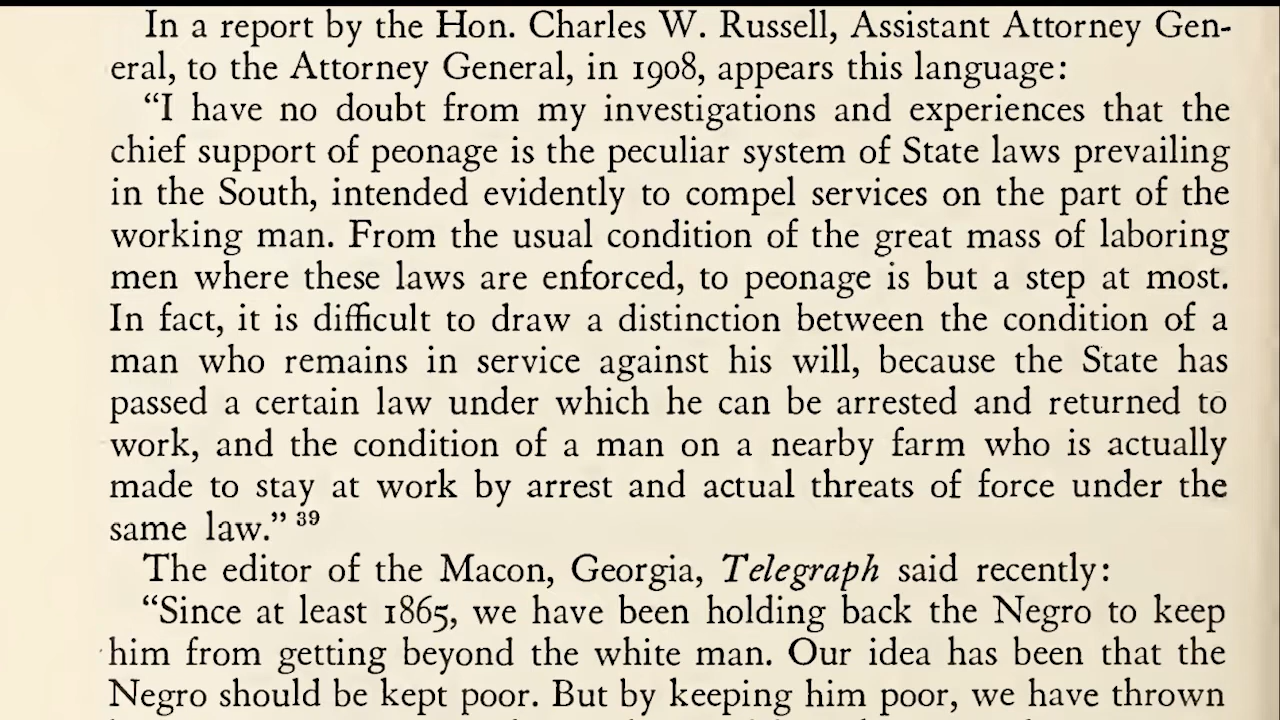 In a report by the Hon. Charles W. Russell, Assistant Attorney Gen-
eral, to the Attorney General, in 1908, appears this language:
“I have no doubt from my investigations and experiences that the
chief support of peonage is the peculiar system of State laws prevailing
in the South, intended evidently to compel services on the part of the
working man. From the usual condition of the great mass of laboring
men where these laws are enforced, to peonage is but a step at most.
In fact, it is difficult to draw a distinction between the condition of a
man who remains in service against his will, because the State has
passed a certain law under which he can be arrested and returned to
work, and the condition of a man on a nearby farm who is actually
made to stay at work by arrest and actual threats of force under the
same law.” 39
The editor of the Macon, Georgia, Telegraph said recently:
“Since at least 1865, we have been holding back the Negro to keep
him from getting beyond the white man. Our idea has been that the
Negro should be kept poor. But by keeping him poor, we have thrown